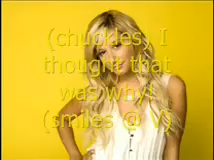 (chuckles) I
thought that
was why!
(smiles @ V)